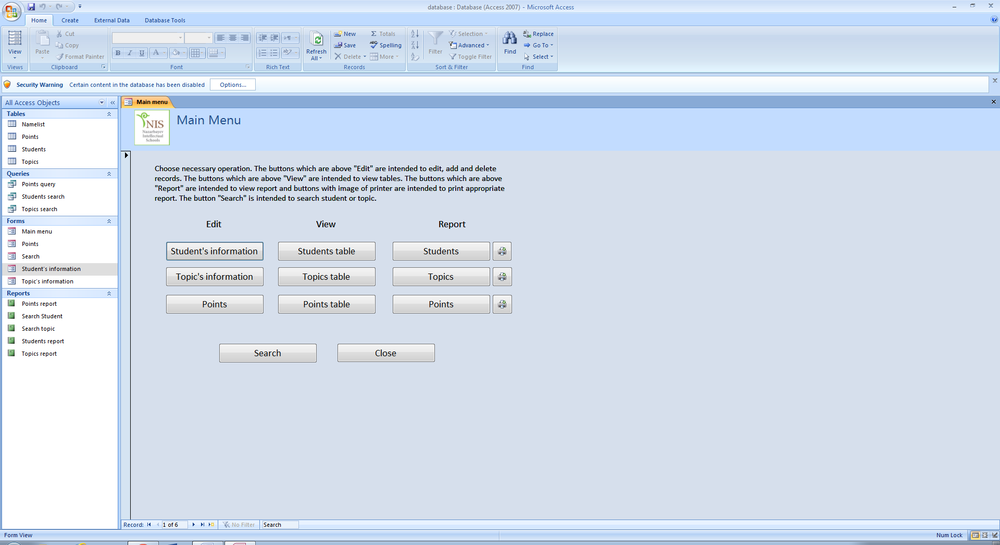 database : Database (Access 2007) - Microsoft Access
Home Create External Data Database Tools
View
Views
Paste
Cut
Copy
Format Painter
Clipboard
B I U A
Font
Rich Text
Refresh All
New
Save
Delete
Totals
Spelling
More
Records
Filter
Selection
Advanced
Toggle Filter
Sort & Filter
Find
Replace
Go To
Select
Find
Security Warning Certain content in the database has been disabled Options...
All Access Objects
Tables
Namelist
Points
Students
Topics
Queries
Points query
Students search
Topics search
Forms
Main menu
Points
Search
Student's information
Topic's information
Reports
Points report
Search Student
Search topic
Students report
Topics report
Main menu
NIS
Nazarbayev
Intellectual
Schools
Main Menu
Choose necessary operation. The buttons which are above "Edit" are intended to edit, add and delete
records. The buttons which are above "View" are intended to view tables. The buttons which are above
"Report" are intended to view report and buttons with image of printer are intended to print appropriate
report. The button "Search" is intended to search student or topic.
Edit View Report
Student's information Students table Students
Topic's information Topics table Topics
Points Points table Points
Search Close
Record: 1 of 6 No Filter Search
Form View Num Lock